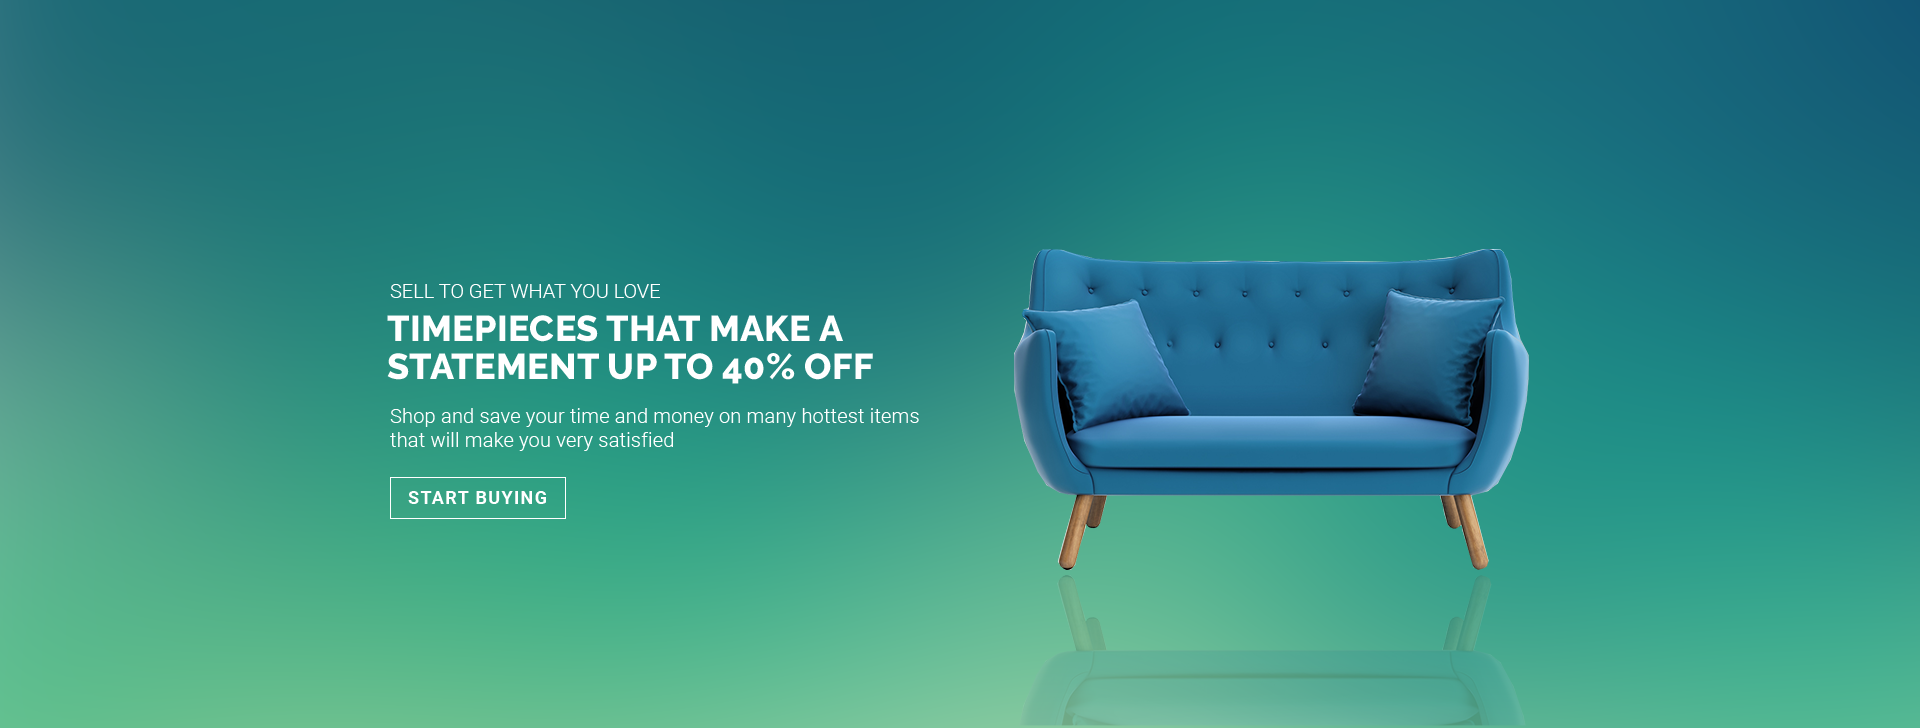 SELL TO GET WHAT YOU LOVE
TIMEPIECES THAT MAKE A
STATEMENT UP TO 40% OFF
Shop and save your time and money on many hottest items
that will make you very satisfied
START BUYING